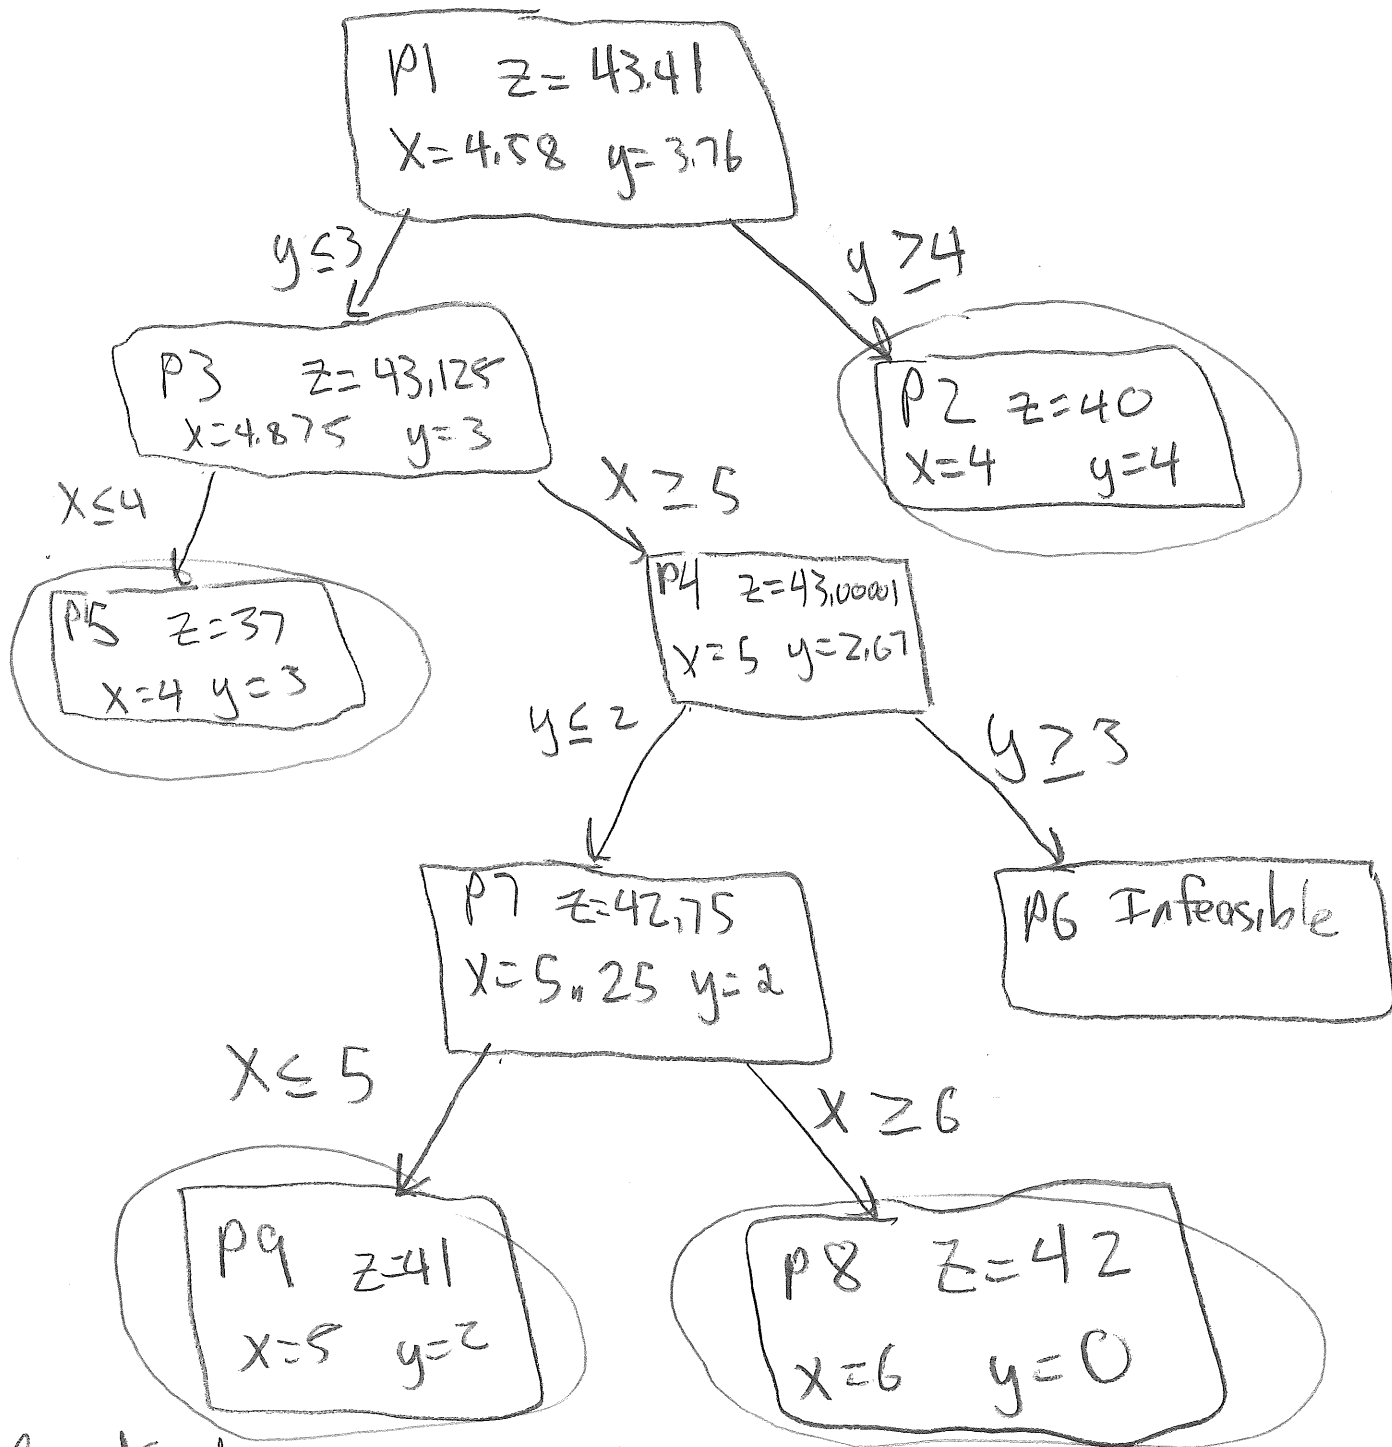 P1 z=43.41
x=4.58 y=3.76
y≤3
y≥4
P3 z=43.125
x=4.875 y=3
P2 z=40
x=4 y=4
x≤4
x≥5
P5 z=37
x=4 y=3
P4 z=43.00001
x=5 y=2.67
y≤2
y≥3
P7 z=42.75
x=5.25 y=2
P6 Infeasible
x≤5
x≥6
P9 z=41
x=5 y=2
P8 z=42
x=6 y=0